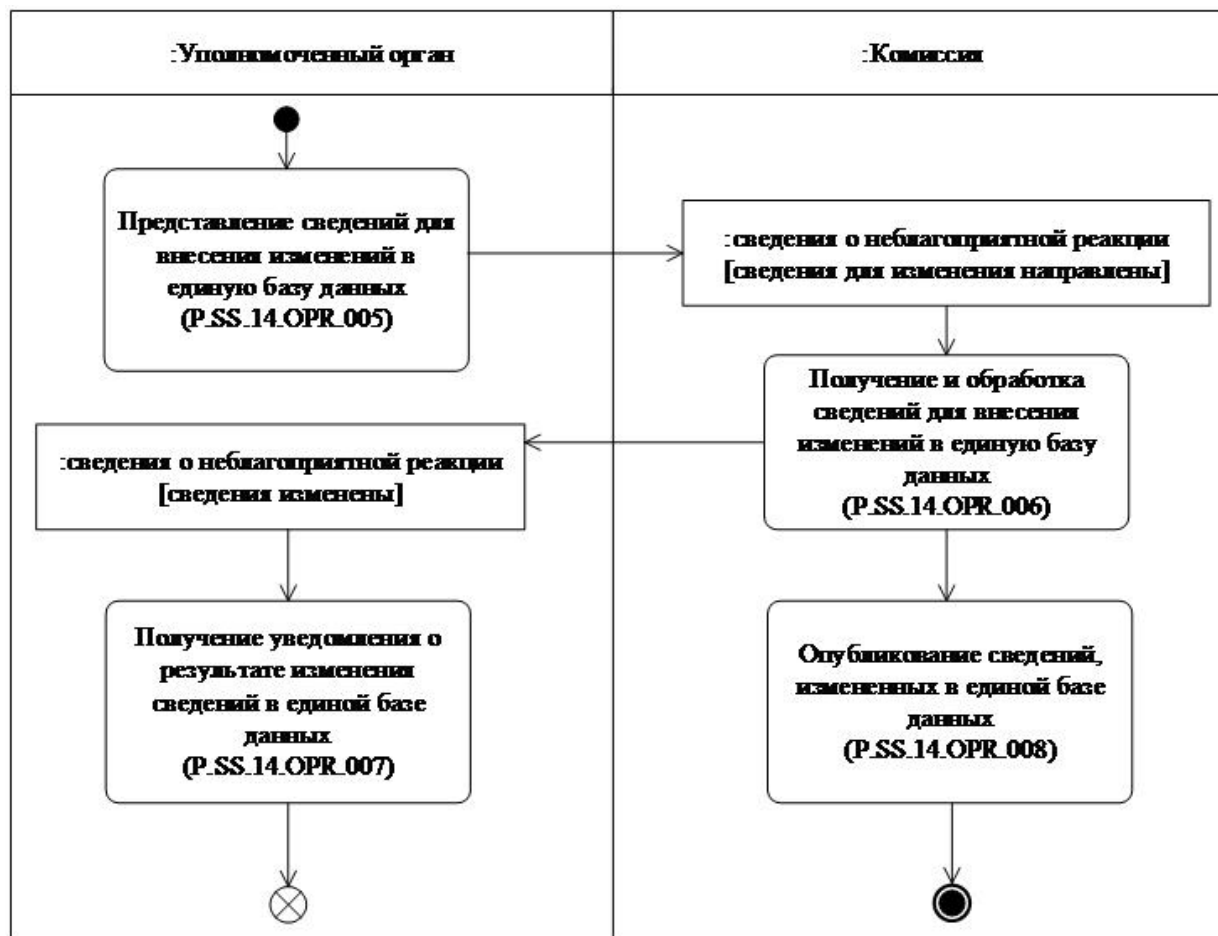 :Уполномоченный орган
:Комиссия
Представление сведений для
внесения изменений в
единую базу данных
(P.SS.14.OPR.005)
:сведения о неблагоприятной реакции
[сведения для изменения направлены]
Получение и обработка
сведений для внесения
изменений в единую базу
данных
(P.SS.14.OPR.006)
:сведения о неблагоприятной реакции
[сведения изменены]
Получение уведомления о
результате изменения
сведений в единой базе
данных
(P.SS.14.OPR.007)
Опубликование сведений,
измененных в единой базе
данных
(P.SS.14.OPR.008)